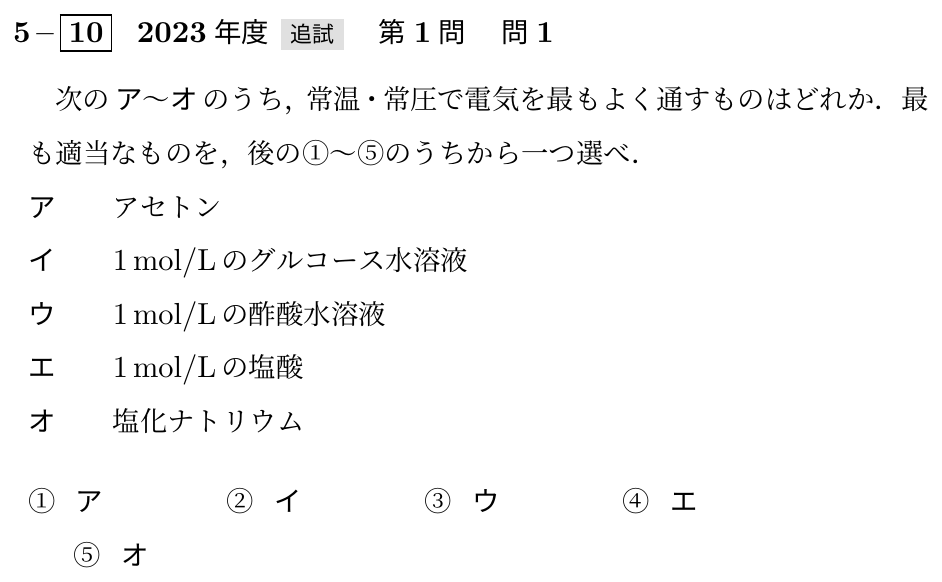 5−10 2023 年度 追試 第 1 問 問 1
次の ア〜オ のうち，常温・常圧で電気を最もよく通すものはどれか．最
も適当なものを，後の①〜⑤のうちから一つ選べ．
ア アセトン
イ 1 mol/L のグルコース水溶液
ウ 1 mol/L の酢酸水溶液
エ 1 mol/L の塩酸
オ 塩化ナトリウム
① ア ② イ ③ ウ ④ エ
⑤ オ